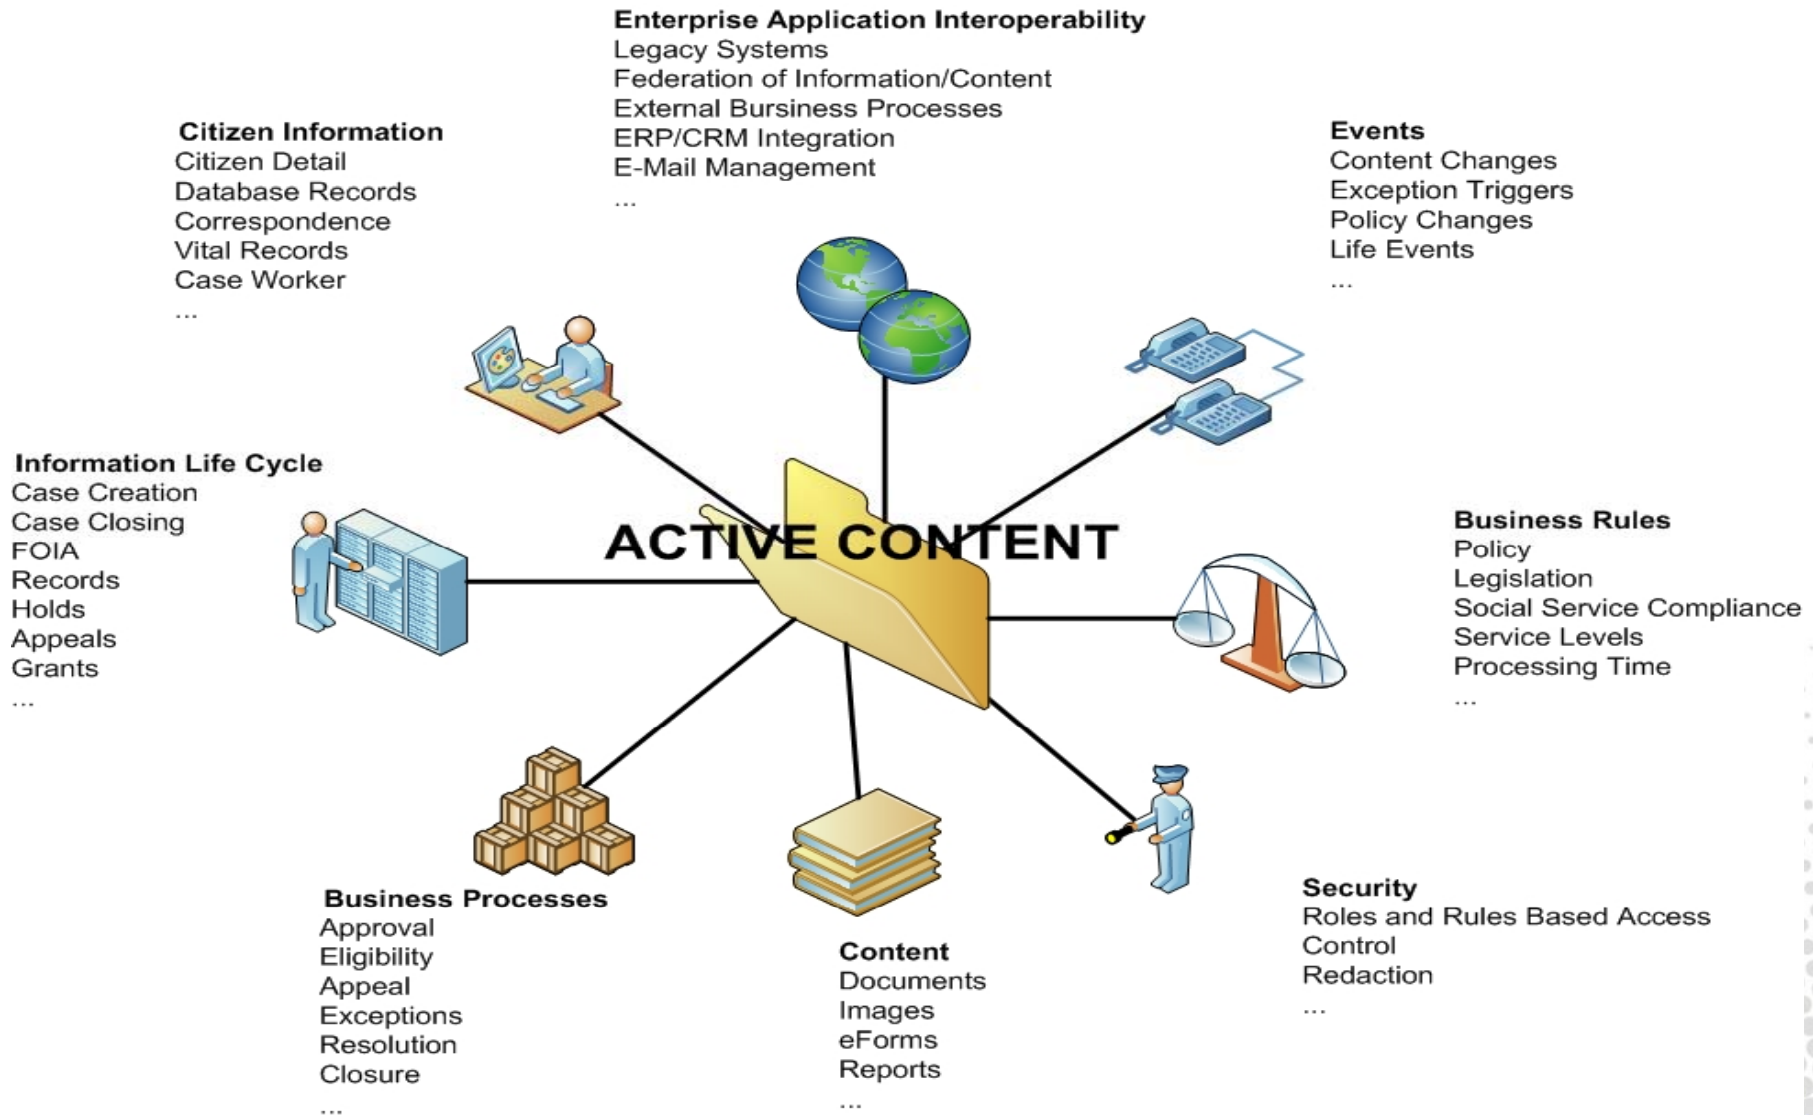 Enterprise Application Interoperability
Legacy Systems
Federation of Information/Content
External Bursiness Processes
ERP/CRM Integration
E-Mail Management
...
Citizen Information
Citizen Detail
Database Records
Correspondence
Vital Records
Case Worker
...
Events
Content Changes
Exception Triggers
Policy Changes
Life Events
...
Information Life Cycle
Case Creation
Case Closing
FOIA
Records
Holds
Appeals
Grants
...
ACTIVE CONTENT
Business Rules
Policy
Legislation
Social Service Compliance
Service Levels
Processing Time
...
Business Processes
Approval
Eligibility
Appeal
Exceptions
Resolution
Closure
...
Content
Documents
Images
eForms
Reports
...
Security
Roles and Rules Based Access
Control
Redaction
...